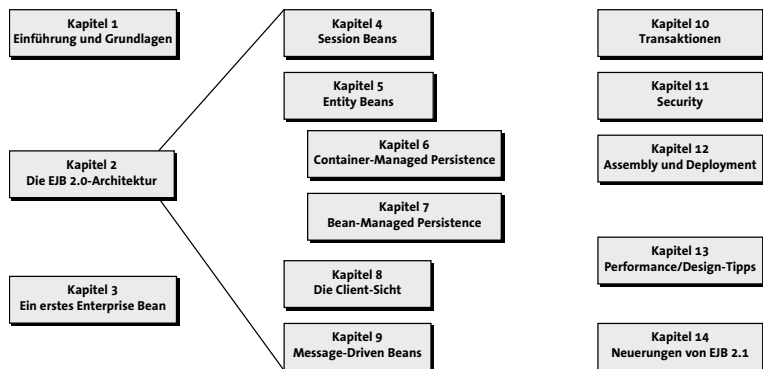 Kapitel 1
Einführung und Grundlagen
Kapitel 2
Die EJB 2.0-Architektur
Kapitel 3
Ein erstes Enterprise Bean
Kapitel 4
Session Beans
Kapitel 5
Entity Beans
Kapitel 6
Container-Managed Persistence
Kapitel 7
Bean-Managed Persistence
Kapitel 8
Die Client-Sicht
Kapitel 9
Message-Driven Beans
Kapitel 10
Transaktionen
Kapitel 11
Security
Kapitel 12
Assembly und Deployment
Kapitel 13
Performance/Design-Tipps
Kapitel 14
Neuerungen von EJB 2.1